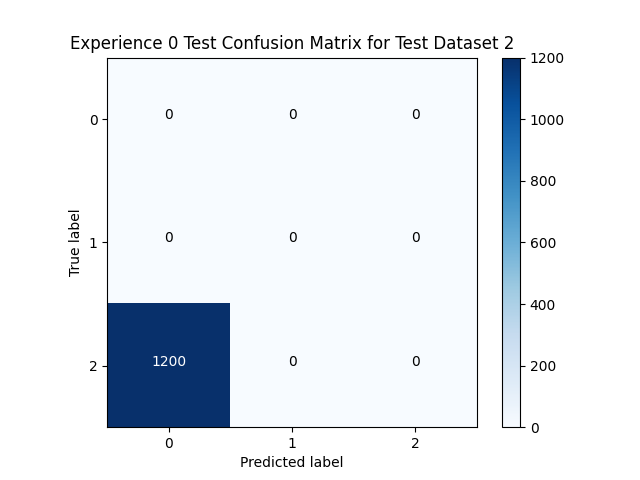 Experience 0 Test Confusion Matrix for Test Dataset 2
1200
0 0 0 0
1000
800
True label
1 0 0 0
600
400
2 1200 0 0
200
0
0 1 2
Predicted label